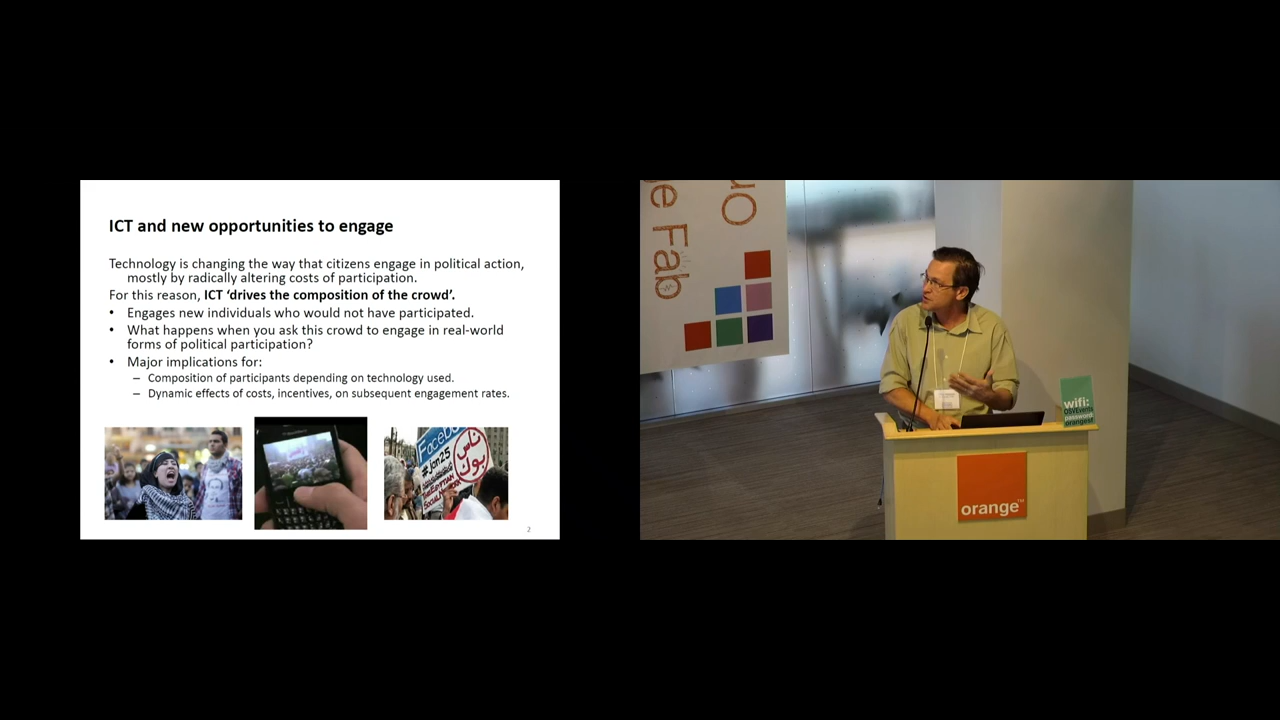 ICT and new opportunities to engage
Technology is changing the way that citizens engage in political action,
mostly by radically altering costs of participation.
For this reason, ICT ‘drives the composition of the crowd’.
• Engages new individuals who would not have participated.
• What happens when you ask this crowd to engage in real-world
forms of political participation?
• Major implications for:
– Composition of participants depending on technology used.
– Dynamic effects of costs, incentives, on subsequent engagement rates.
#Jan25
2
Fab
wifi:
orange™